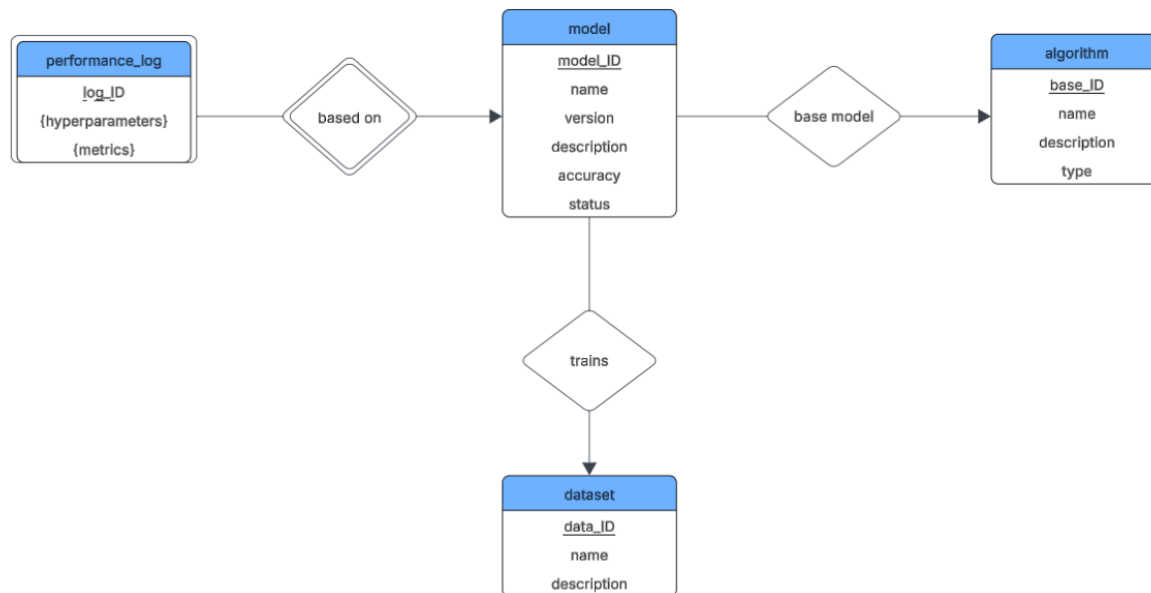 performance_log
log_ID
{hyperparameters}
{metrics}
based on
model
model_ID
name
version
description
accuracy
status
base model
algorithm
base_ID
name
description
type
trains
dataset
data_ID
name
description